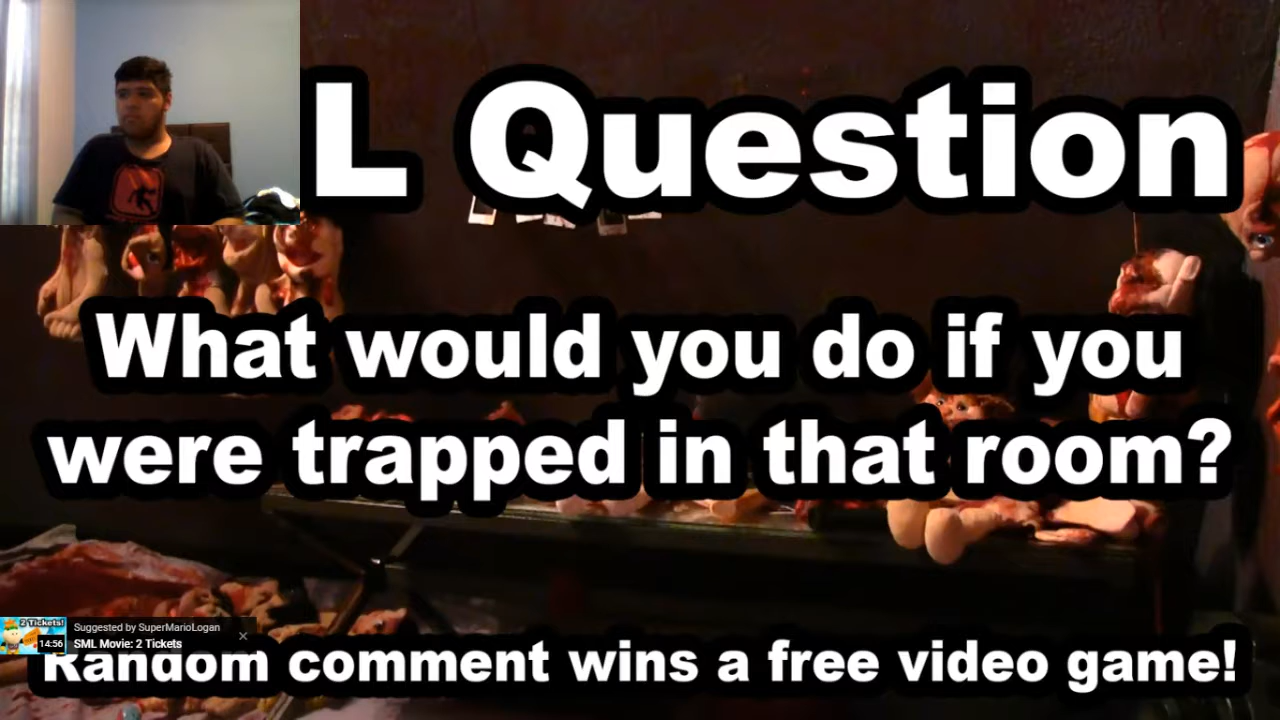 L Question
What would you do if you
were trapped in that room?
2 Tickets!
14:56
Suggested by SuperMarioLogan
SML Movie: 2 Tickets
Random comment wins a free video game!